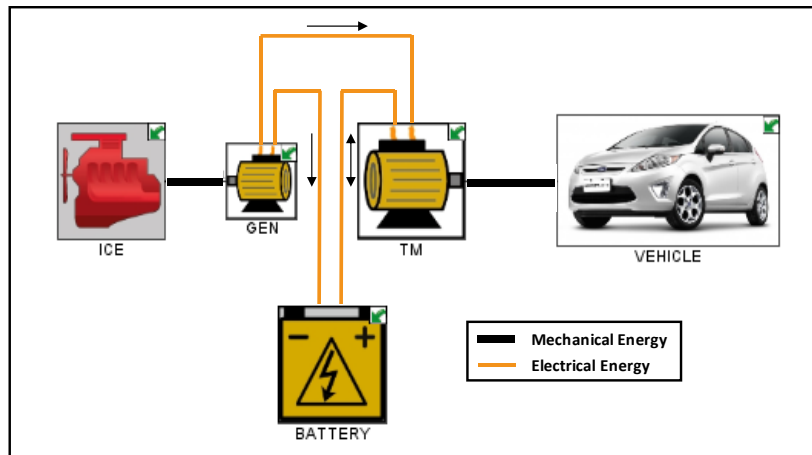 ICE
GEN
TM
VEHICLE
BATTERY
− +
Mechanical Energy
Electrical Energy